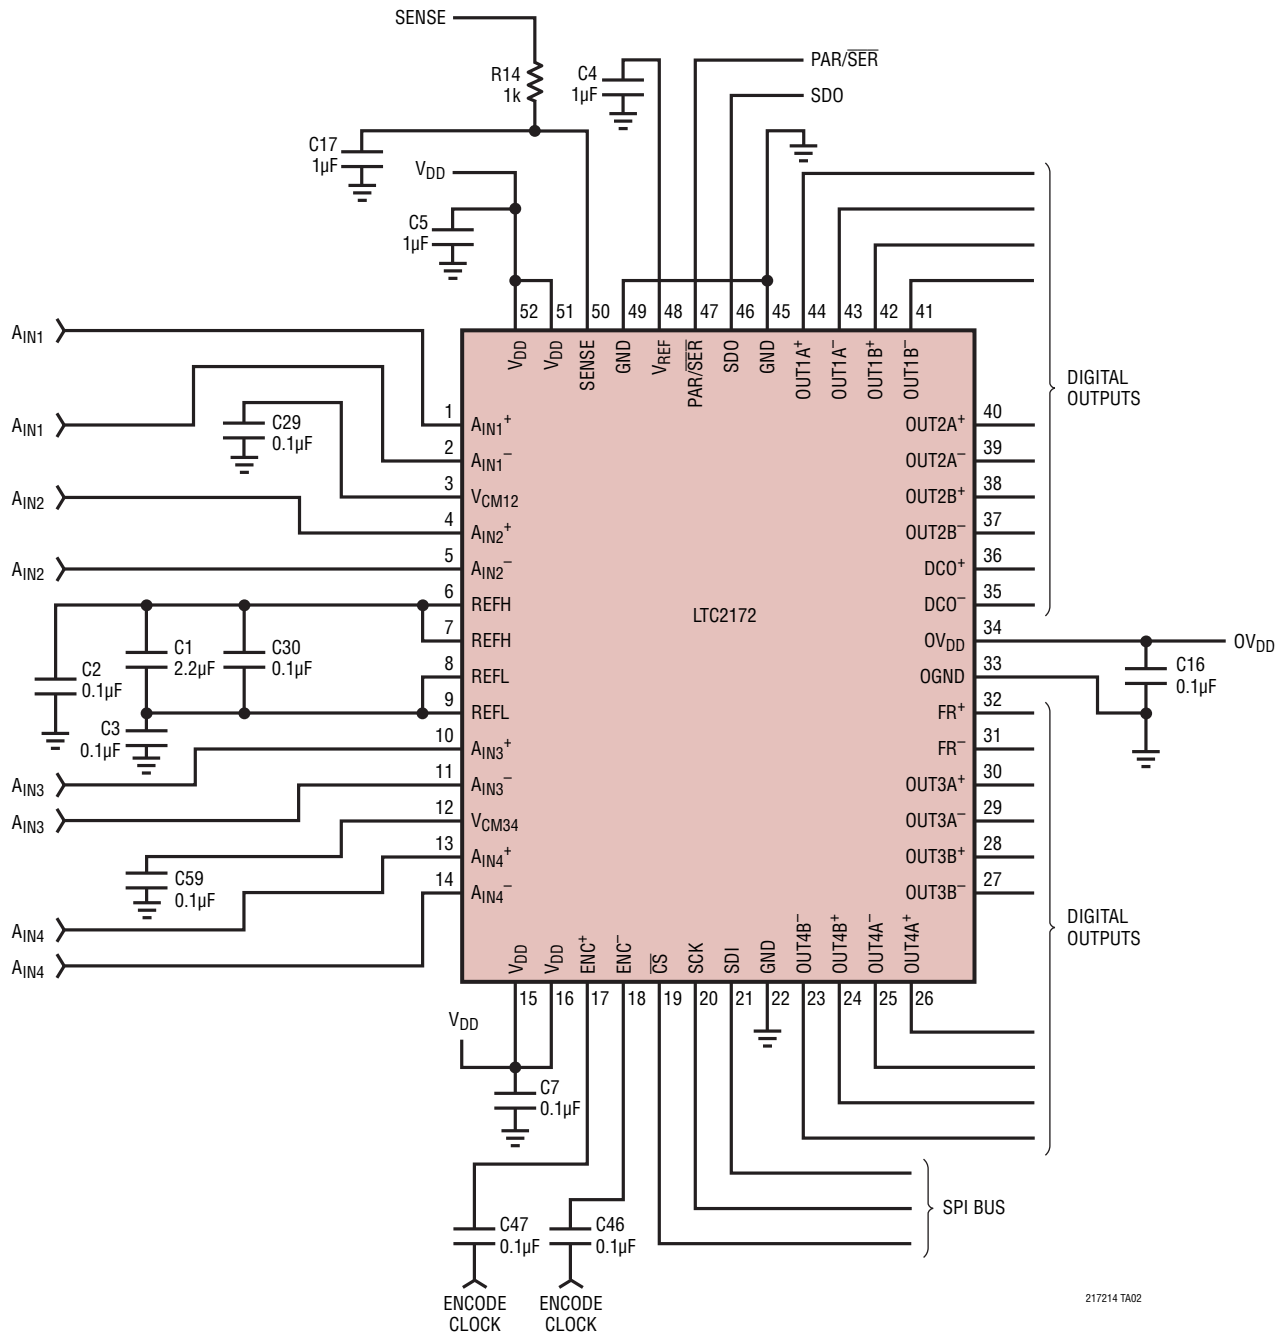 SENSE
R14
1k
C4
1µF
PAR/SER
SDO
C17
1µF
VDD
C5
1µF
52
51
50
49
48
47
46
45
44
43
42
41
VDD
VDD
SENSE
GND
VREF
PAR/SER
SDO
GND
OUT1A+
OUT1A–
OUT1B+
OUT1B–
AIN1
AIN1
C29
0.1µF
AIN2
AIN2
C2
0.1µF
C1
2.2µF
C30
0.1µF
C3
0.1µF
AIN3
AIN3
C59
0.1µF
AIN4
AIN4
1
AIN1+
2
AIN1–
3
VCM12
4
AIN2+
5
AIN2–
6
REFH
7
REFH
8
REFL
9
REFL
10
AIN3+
11
AIN3–
12
VCM34
13
AIN4+
14
AIN4–
LTC2172
OUT2A+
40
OUT2A–
39
OUT2B+
38
OUT2B–
37
DCO+
36
DCO–
35
OVDD
34
OGND
33
FR+
32
FR–
31
OUT3A+
30
OUT3A–
29
OUT3B+
28
OUT3B–
27
DIGITAL
OUTPUTS
OVDD
C16
0.1µF
DIGITAL
OUTPUTS
VDD
VDD
ENC+
ENC–
CS
SCK
SDI
GND
OUT4B–
OUT4B+
OUT4A–
OUT4A+
15
16
17
18
19
20
21
22
23
24
25
26
VDD
C7
0.1µF
C47
0.1µF
C46
0.1µF
SPI BUS
ENCODE
CLOCK
ENCODE
CLOCK
217214 TA02